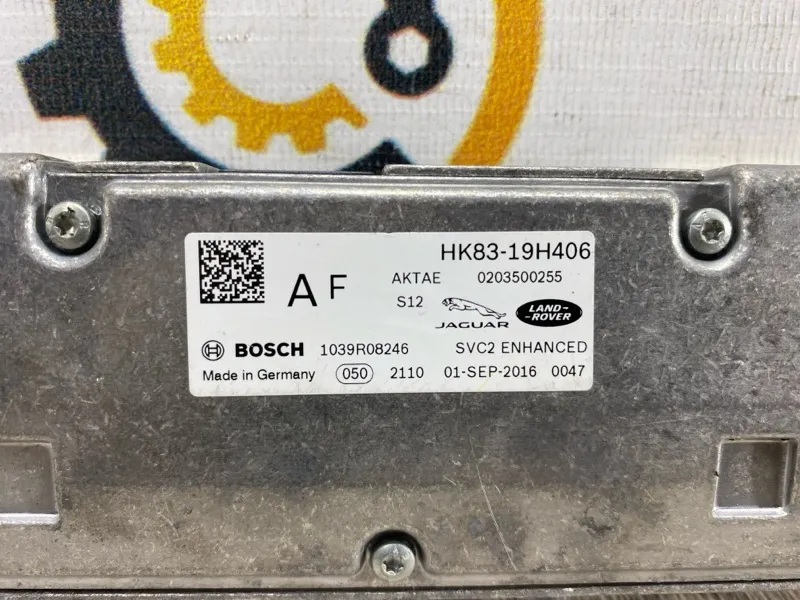 HK83-19H406
AF
AKTAE 0203500255
S12
JAGUAR
LAND-
-ROVER
BOSCH 1039R08246 SVC2 ENHANCED
Made in Germany 050 2110 01-SEP-2016 0047